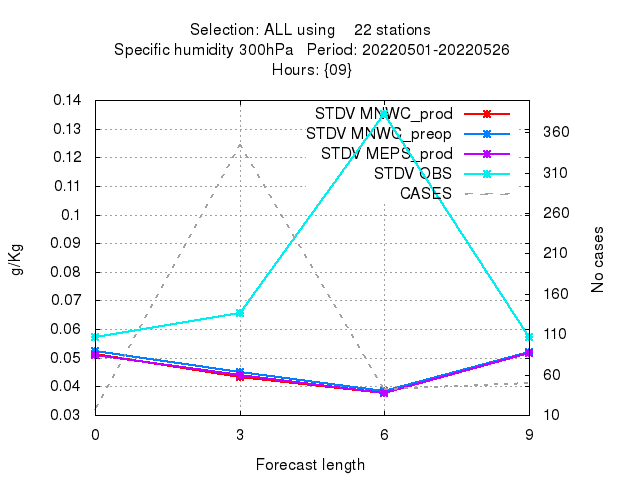 Selection: ALL using    22 stations
Specific humidity 300hPa   Period: 20220501-20220526
Hours: {09}
STDV MNWC_prod
STDV MNWC_preop
STDV MEPS_prod
STDV OBS
CASES
0.14
0.13
0.12
0.11
0.1
0.09
0.08
0.07
0.06
0.05
0.04
0.03
360
310
260
210
160
110
60
10
g/Kg
No cases
0 3 6 9
Forecast length